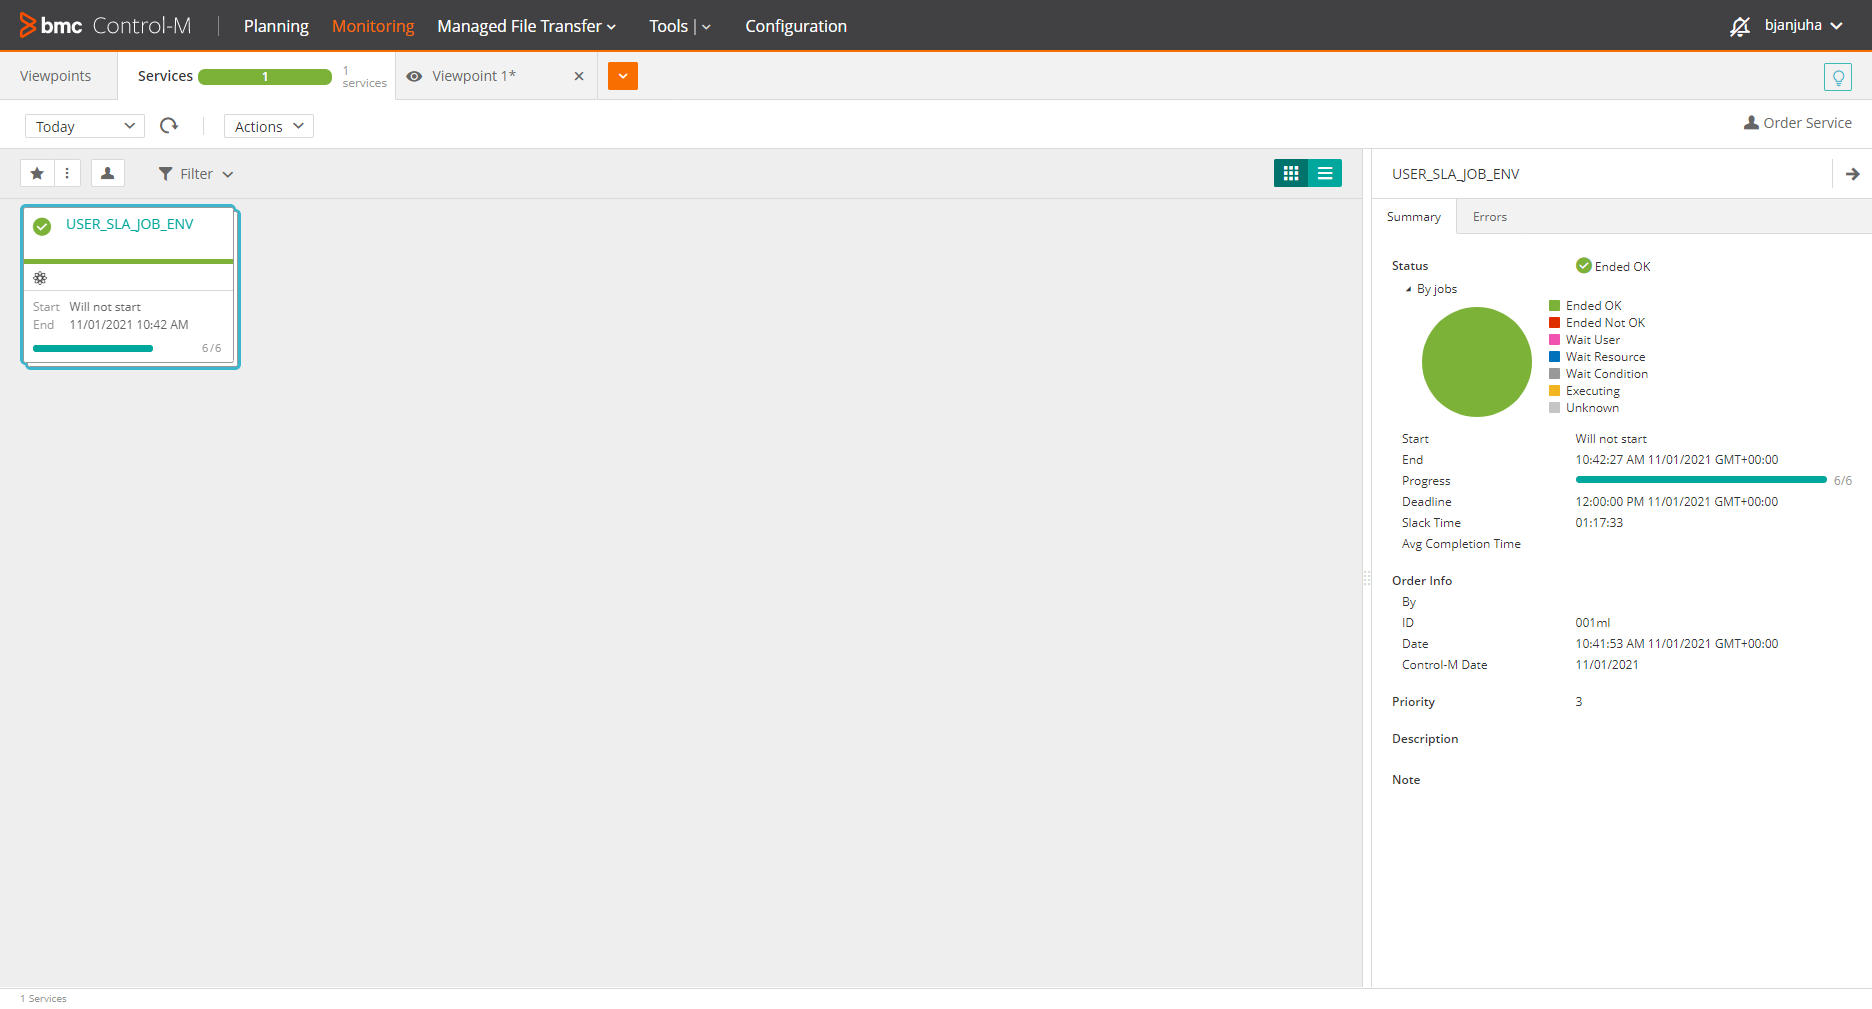 bmc Control-M Planning Monitoring Managed File Transfer Tools Configuration bjanjuha
Viewpoints Services 1 1 services Viewpoint 1*
Today Actions Order Service
Filter
USER_SLA_JOB_ENV
Start Will not start
End 11/01/2021 10:42 AM
6/6
USER_SLA_JOB_ENV
Summary Errors
Status Ended OK
By jobs
Ended OK
Ended Not OK
Wait User
Wait Resource
Wait Condition
Executing
Unknown
Start Will not start
End 10:42:27 AM 11/01/2021 GMT+00:00
Progress 6/6
Deadline 12:00:00 PM 11/01/2021 GMT+00:00
Slack Time 01:17:33
Avg Completion Time
Order Info
By
ID 001ml
Date 10:41:53 AM 11/01/2021 GMT+00:00
Control-M Date 11/01/2021
Priority 3
Description
Note
1 Services